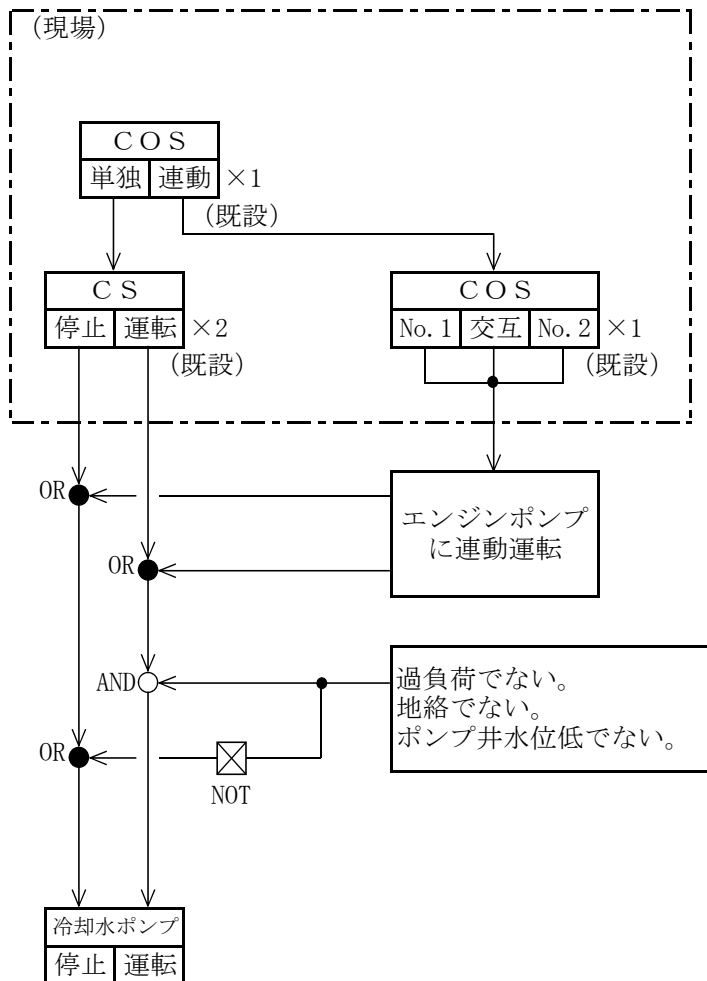 (現場)
ＣＯＳ
単独 連動 ×1
(既設)
ＣＳ
停止 運転 ×2
(既設)
ＣＯＳ
No.1 交互 No.2 ×1
(既設)
OR
エンジンポンプ
に連動運転
OR
AND
過負荷でない。
地絡でない。
ポンプ井水位低でない。
OR
NOT
冷却水ポンプ
停止 運転